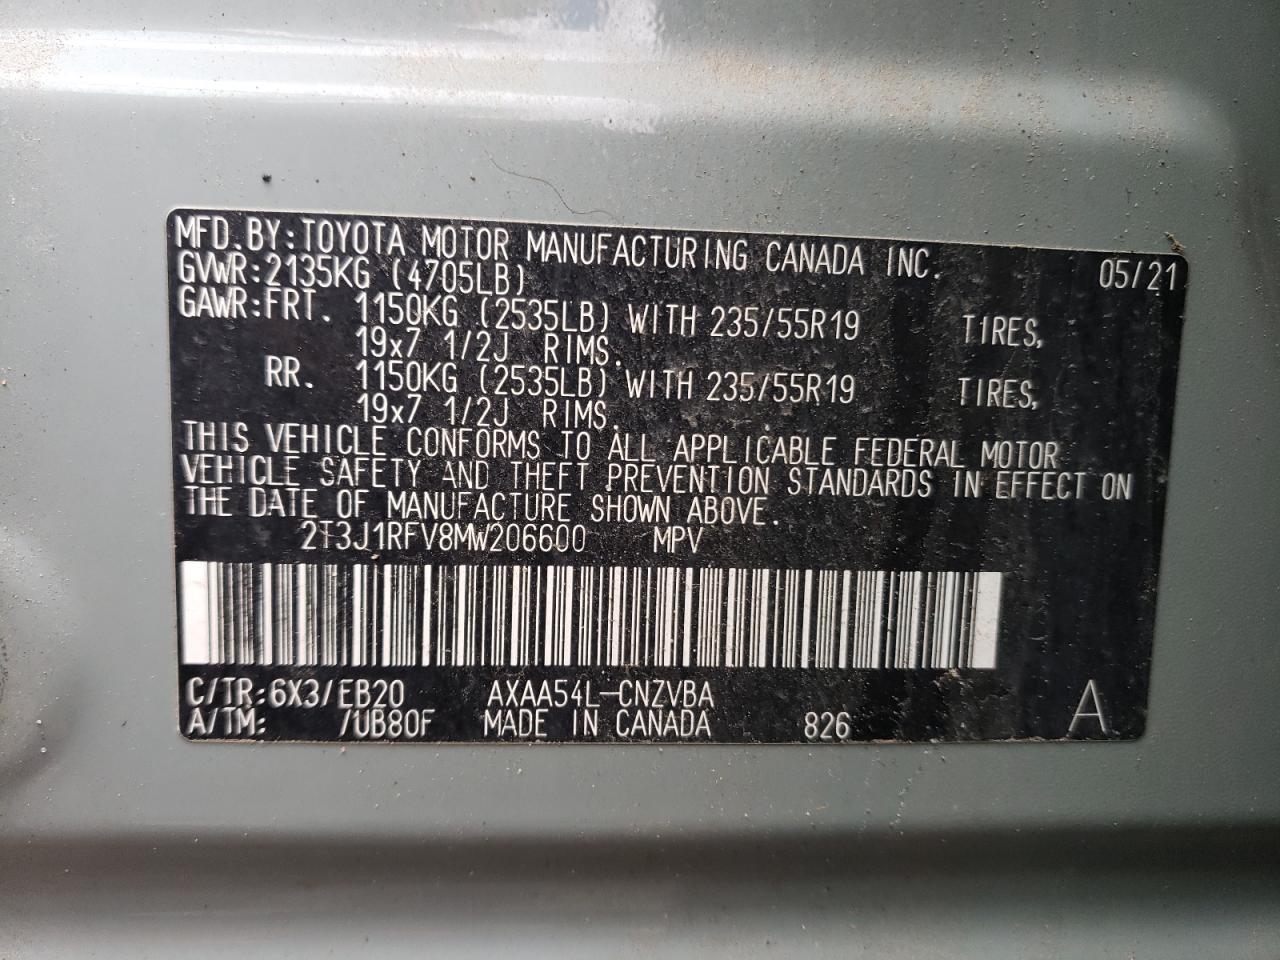 MFD.BY:TOYOTA MOTOR MANUFACTURING CANADA INC. 05/21
GVWR:2135KG (4705LB)
GAWR:FRT. 1150KG (2535LB) WITH 235/55R19 TIRES,
19x7 1/2J RIMS.
RR. 1150KG (2535LB) WITH 235/55R19 TIRES,
19x7 1/2J RIMS.
THIS VEHICLE CONFORMS TO ALL APPLICABLE FEDERAL MOTOR
VEHICLE SAFETY AND THEFT PREVENTION STANDARDS IN EFFECT ON
THE DATE OF MANUFACTURE SHOWN ABOVE.
2T3J1RFV8MW206600 MPV
C/TR:6X3/EB20 AXAA54L-CNZVBA
A/TM: /UB80F MADE IN CANADA 826 A